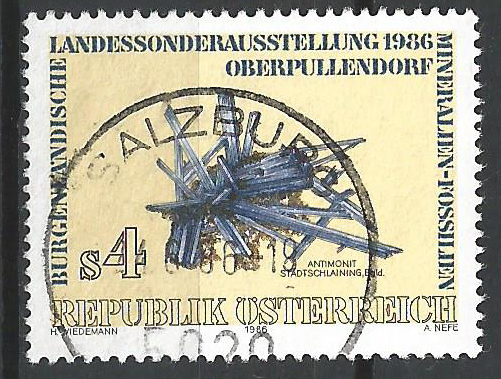 BURGENLÄNDISCHE
LANDESSONDERAUSSTELLUNG 1986
OBERPULLENDORF
MINERALIEN-FOSSILIEN
SALZBURG
ANTIMONIT
STADTSCHLAINING, Bgld.
S4
REPUBLIK ÖSTERREICH
H. WIEDEMANN
1986
A. NEFE
5020